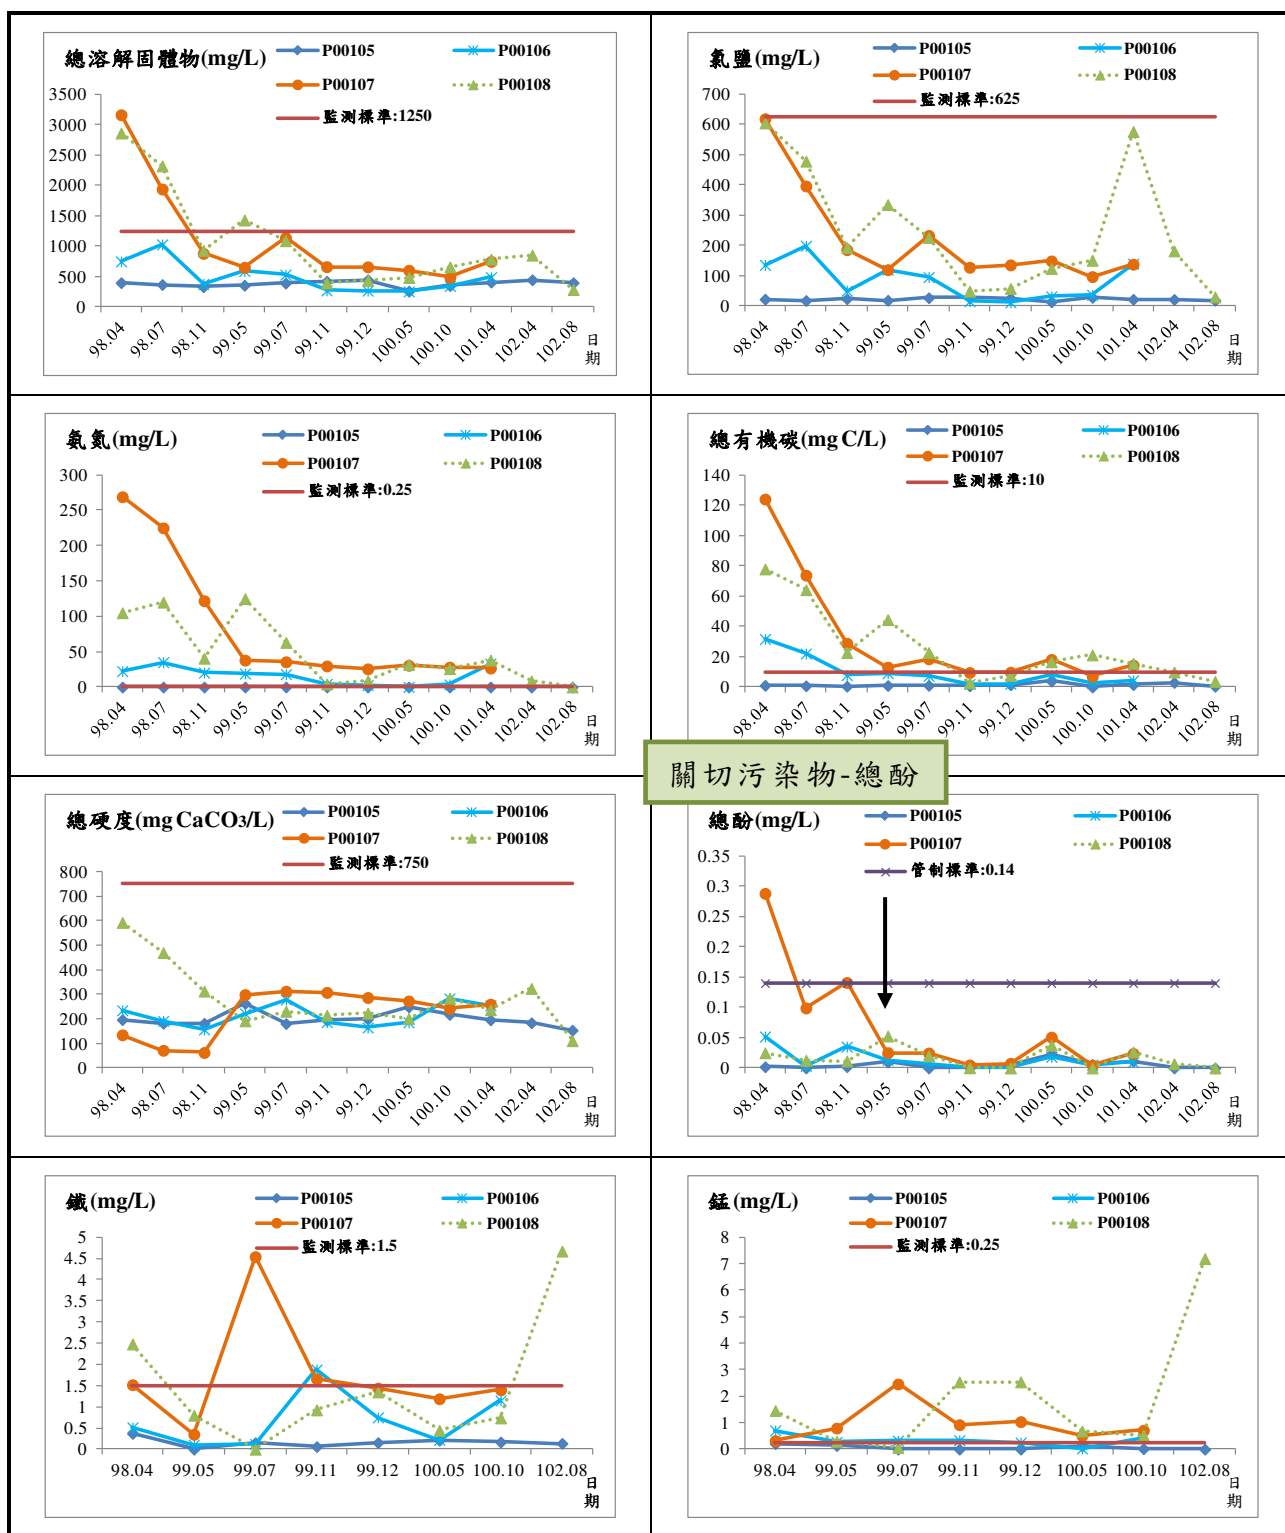 總溶解固體物(mg/L)
P00105
P00106
P00107
P00108
監測標準:1250
3500
3000
2500
2000
1500
1000
500
0
98.04
98.07
98.11
99.05
99.07
99.11
99.12
100.05
100.10
101.04
102.04
102.08
日
期
氯鹽(mg/L)
P00105
P00106
P00107
P00108
監測標準:625
700
600
500
400
300
200
100
0
98.04
98.07
98.11
99.05
99.07
99.11
99.12
100.05
100.10
101.04
102.04
102.08
日
期
氨氮(mg/L)
P00105
P00106
P00107
P00108
監測標準:0.25
300
250
200
150
100
50
0
98.04
98.07
98.11
99.05
99.07
99.11
99.12
100.05
100.10
101.04
102.04
102.08
日
期
總有機碳(mg C/L)
P00105
P00106
P00107
P00108
監測標準:10
140
120
100
80
60
40
20
0
98.04
98.07
98.11
99.05
99.07
99.11
99.12
100.05
100.10
101.04
102.04
102.08
日
期
關切污染物-總酚
總硬度(mg CaCO3/L)
P00105
P00106
P00107
P00108
監測標準:750
800
700
600
500
400
300
200
100
0
98.04
98.07
98.11
99.05
99.07
99.11
99.12
100.05
100.10
101.04
102.04
102.08
日
期
總酚(mg/L)
P00105
P00106
P00107
P00108
管制標準:0.14
0.35
0.3
0.25
0.2
0.15
0.1
0.05
0
98.04
98.07
98.11
99.05
99.07
99.11
99.12
100.05
100.10
101.04
102.04
102.08
日
期
鐵(mg/L)
P00105
P00106
P00107
P00108
監測標準:1.5
5
4.5
4
3.5
3
2.5
2
1.5
1
0.5
0
98.04
99.05
99.07
99.11
99.12
100.05
100.10
102.08
日
期
錳(mg/L)
P00105
P00106
P00107
P00108
監測標準:0.25
8
7
6
5
4
3
2
1
0
98.04
99.05
99.07
99.11
99.12
100.05
100.10
102.08
日
期